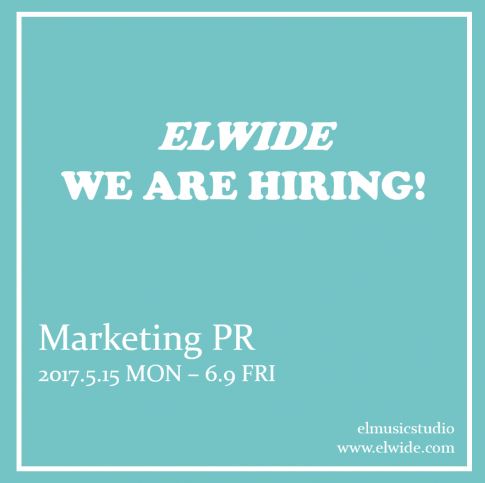 ELWIDE
WE ARE HIRING!
Marketing PR
2017.5.15 MON – 6.9 FRI
elmusicstudio
www.elwide.com